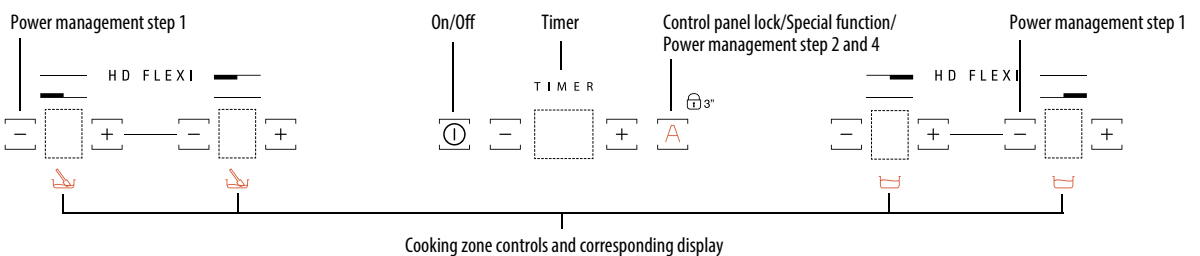 Power management step 1
On/Off
Timer
Control panel lock/Special function/
Power management step 2 and 4
Power management step 1
HD FLEXI
TIMER
HD FLEXI
3"
A
Cooking zone controls and corresponding display